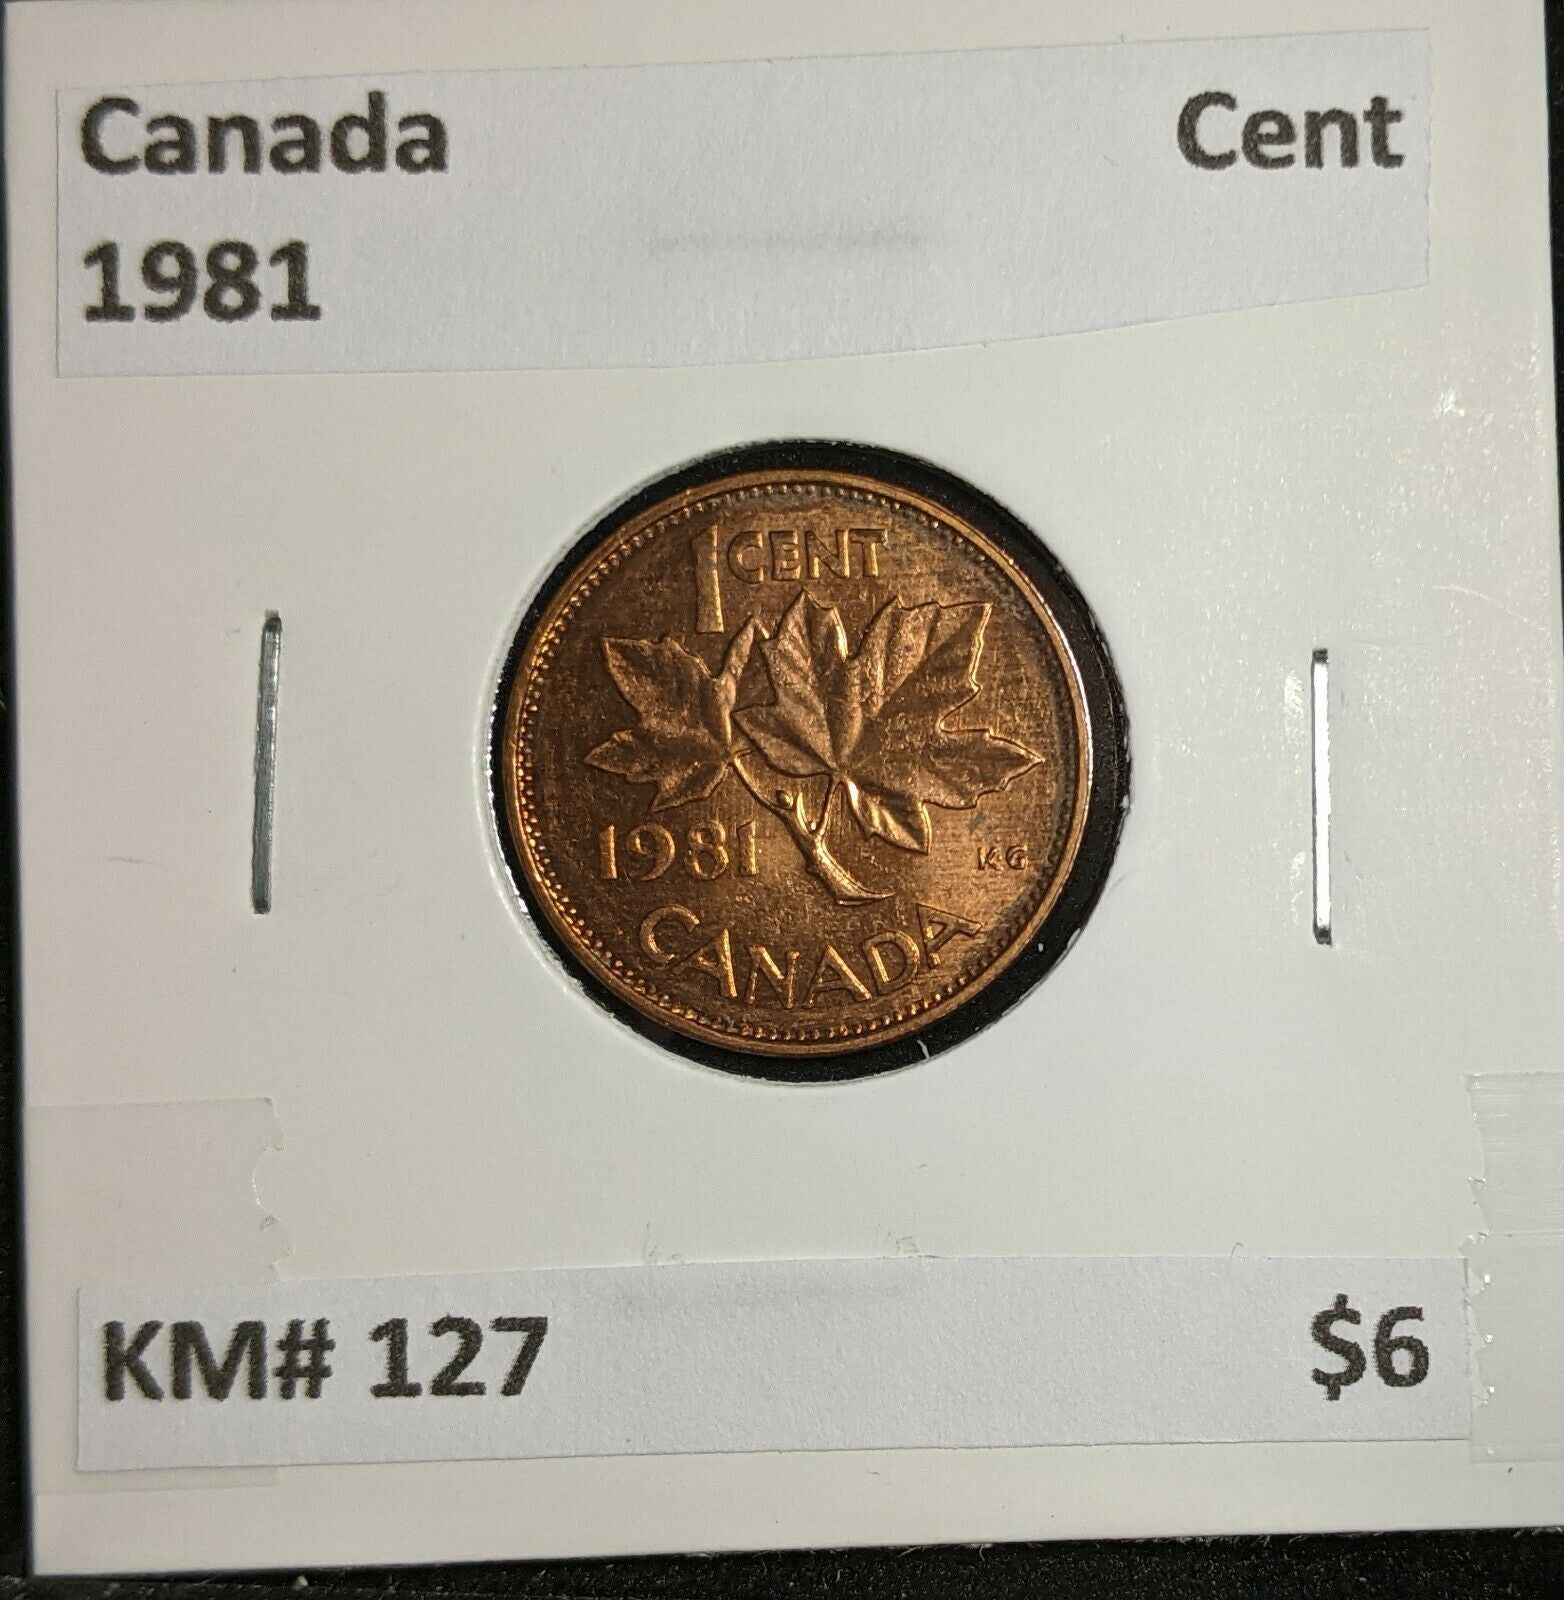 Canada Cent
1981
1 CENT
1981 KG
CANADA
KM# 127 $6